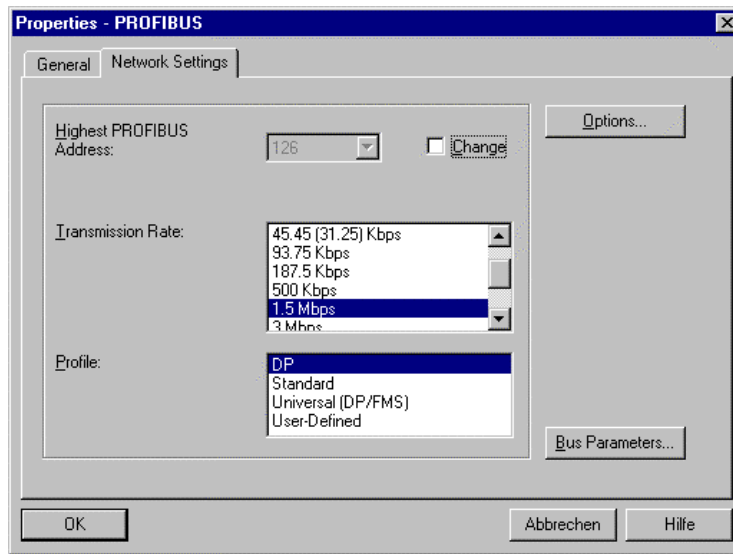 Properties - PROFIBUS
General
Network Settings
Highest PROFIBUS
Address:
126
Change
Options...
Transmission Rate:
45.45 (31.25) Kbps
93.75 Kbps
187.5 Kbps
500 Kbps
1.5 Mbps
3 Mbps
Profile:
DP
Standard
Universal (DP/FMS)
User-Defined
Bus Parameters...
OK
Abbrechen
Hilfe